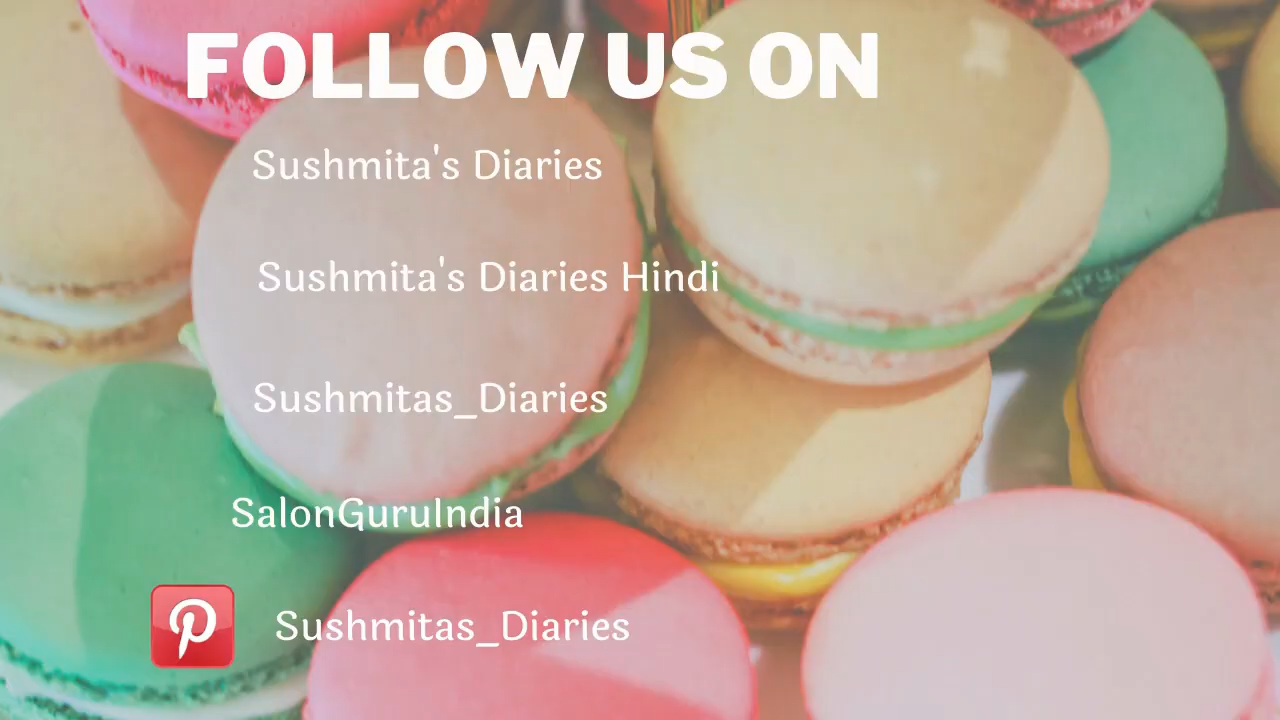 FOLLOW US ON
Sushmita's Diaries
Sushmita's Diaries Hindi
Sushmitas_Diaries
SalonGuruIndia
Sushmitas_Diaries